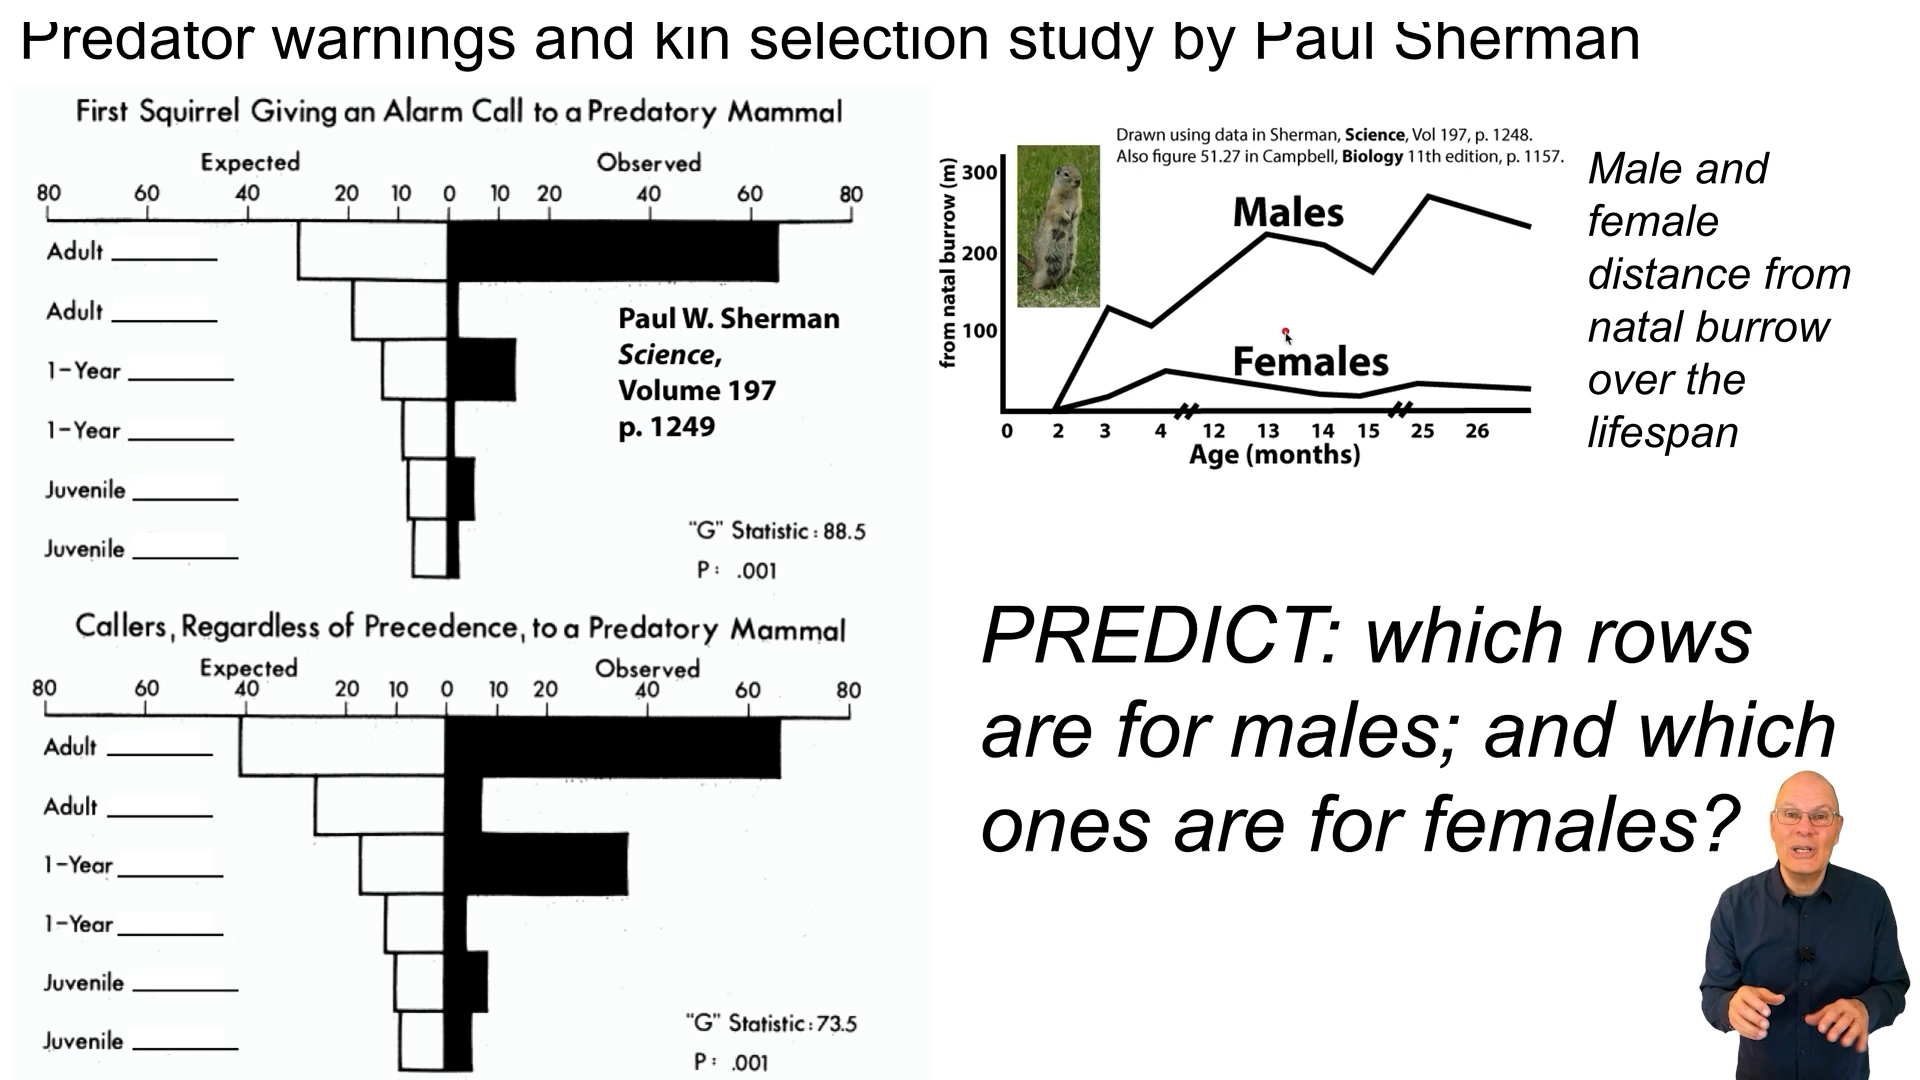 Predator warnings and kin selection study by Paul Sherman
First Squirrel Giving an Alarm Call to a Predatory Mammal
Expected Observed
80 60 40 20 10 0 10 20 40 60 80
Adult
Adult
1-Year
1-Year
Juvenile
Juvenile
Paul W. Sherman
Science,
Volume 197
p. 1249
"G" Statistic: 88.5
P: .001
Callers, Regardless of Precedence, to a Predatory Mammal
Expected Observed
80 60 40 20 10 0 10 20 40 60 80
Adult
Adult
1-Year
1-Year
Juvenile
Juvenile
"G" Statistic: 73.5
P: .001
Drawn using data in Sherman, Science, Vol 197, p. 1248.
Also figure 51.27 in Campbell, Biology 11th edition, p. 1157.
from natal burrow (m)
300
200
100
Males
Females
0 2 3 4 12 13 14 15 25 26
Age (months)
Male and
female
distance from
natal burrow
over the
lifespan
PREDICT: which rows
are for males; and which
ones are for females?